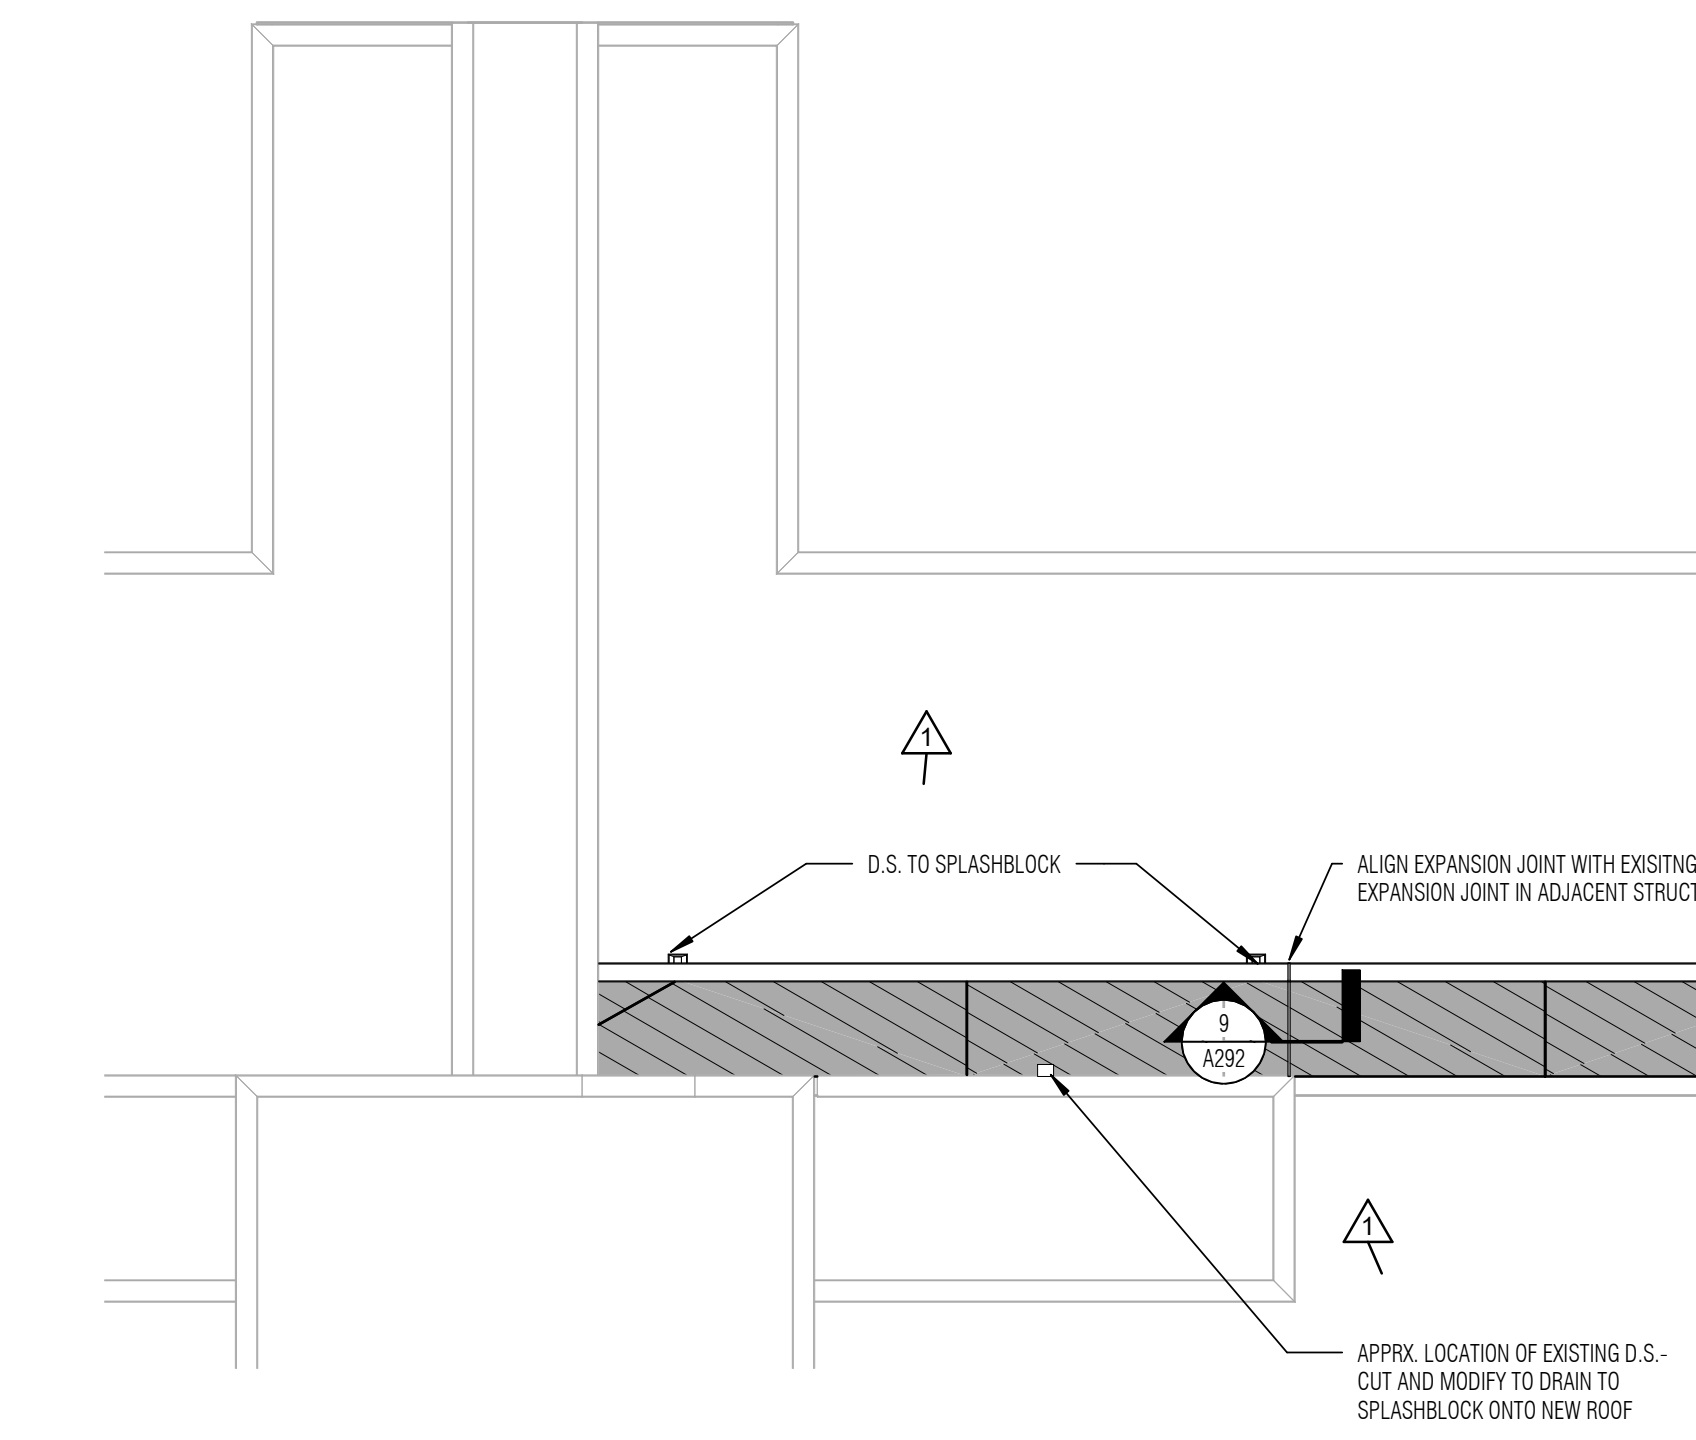 1
D.S. TO SPLASHBLOCK
ALIGN EXPANSION JOINT WITH EXISITNG
EXPANSION JOINT IN ADJACENT STRUCT
9
A292
1
APPRX. LOCATION OF EXISTING D.S.-
CUT AND MODIFY TO DRAIN TO
SPLASHBLOCK ONTO NEW ROOF